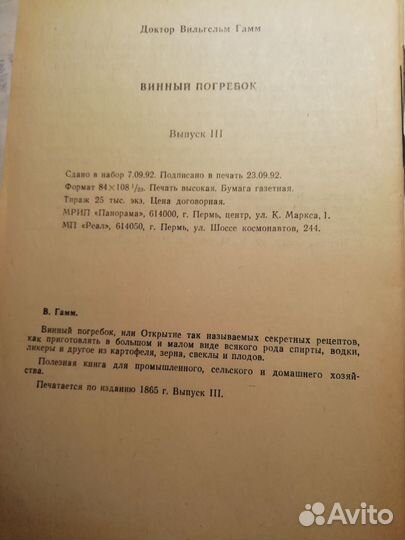 Доктор Вильгельм Гамм
ВИННЫЙ ПОГРЕБОК
Выпуск III
Сдано в набор 7.09.92. Подписано в печать 23.09.92.
Формат 84×108 1/32. Печать высокая. Бумага газетная.
Тираж 25 тыс. экз. Цена договорная.
МРИП «Панорама», 614000, г. Пермь, центр, ул. К. Маркса, 1.
МП «Реал», 614050, г. Пермь, ул. Шоссе космонавтов, 244.
В. Гамм.
Винный погребок, или Открытие так называемых секретных рецептов,
как приготовлять в большом и малом виде всякого рода спирты, водки,
ликеры и другое из картофеля, зерна, свеклы и плодов.
Полезная книга для промышленного, сельского и домашнего хозяй-
ства.
Печатается по изданию 1865 г. Выпуск III.
Avito